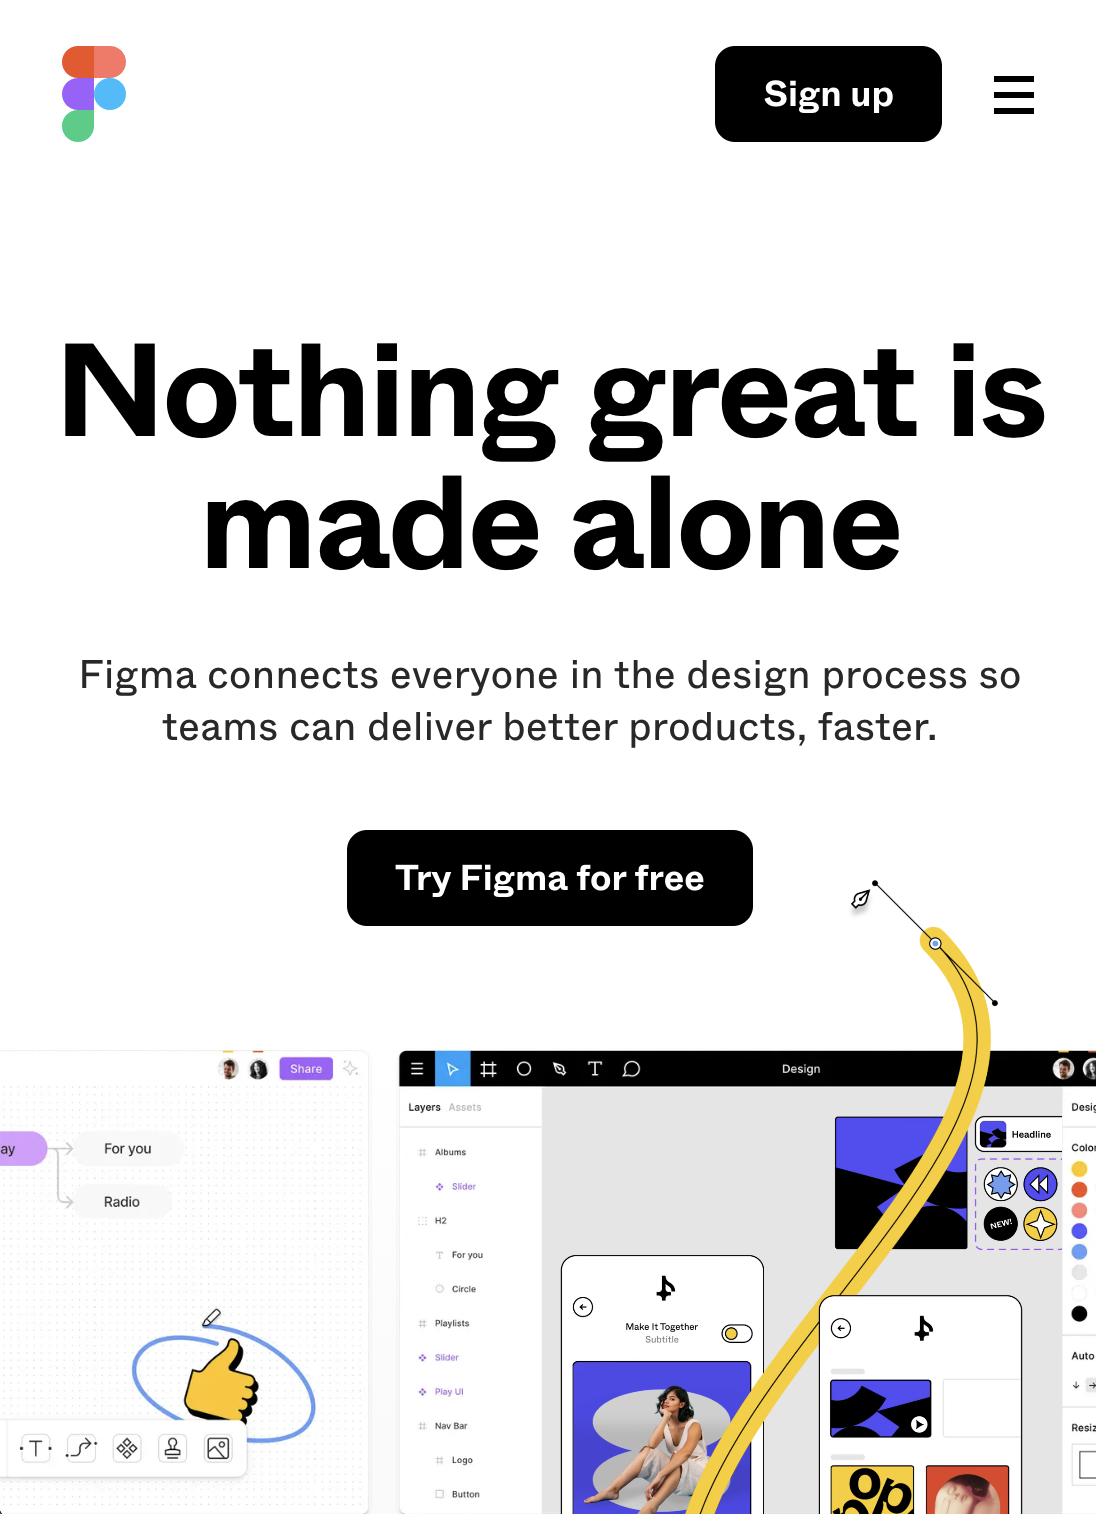 Sign up
Nothing great is
made alone
Figma connects everyone in the design process so
teams can deliver better products, faster.
Try Figma for free
Share
ay
For you
Radio
T
Design
Layers Assets
Albums
Slider
H2
For you
Circle
Playlists
Slider
Play UI
Nav Bar
Logo
Button
Make It Together
Subtitle
Headline
NEW!
Desig
Color
Auto
Resiz